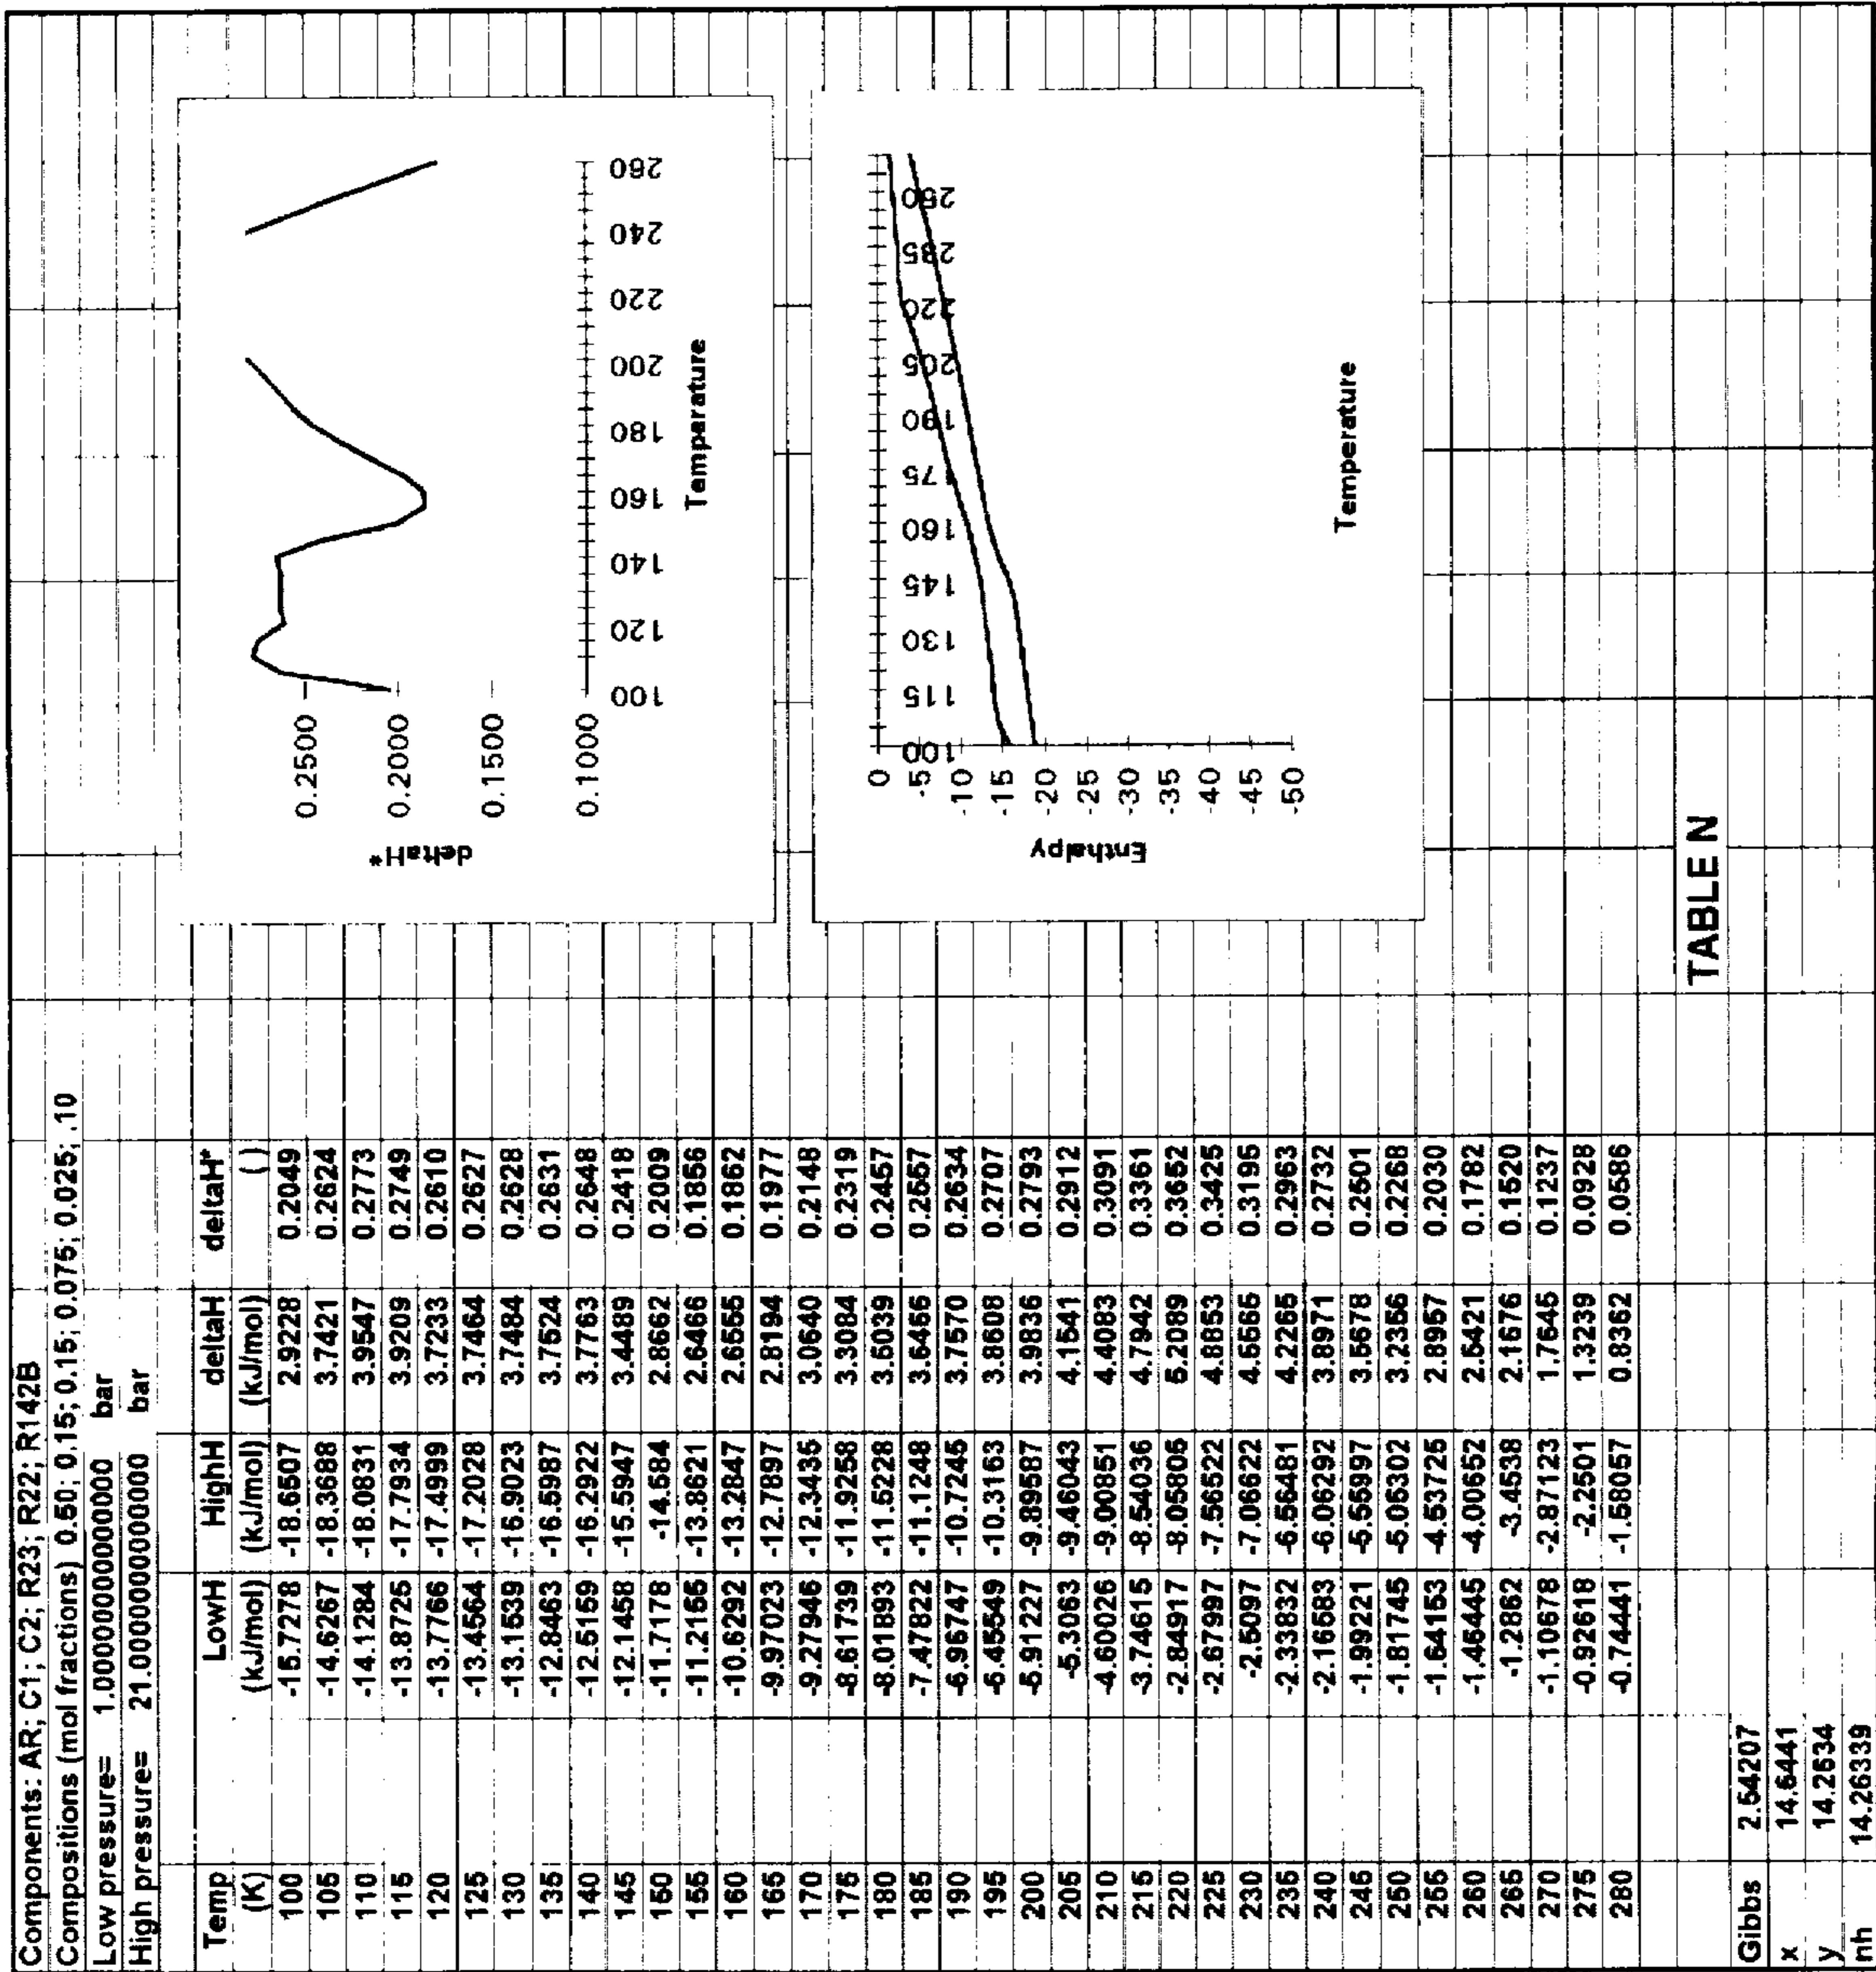 Components: AR; C1; C2; R23; R22; R142B
Compositions (mol fractions) 0.50; 0.15; 0.15; 0.075; 0.025; .10
Low pressure= 1.00000000000000 bar
High pressure= 21.00000000000000 bar
Temp LowH HighH deltaH deltaH*
(K) (kJ/mol) (kJ/mol) (kJ/mol) ( )
100 -15.7278 -18.6507 2.9228 0.2049
105 -14.6267 -18.3688 3.7421 0.2624
110 -14.1284 -18.0831 3.9547 0.2773
115 -13.8725 -17.7934 3.9209 0.2749
120 -13.7766 -17.4999 3.7233 0.2610
125 -13.4564 -17.2028 3.7464 0.2627
130 -13.1539 -16.9023 3.7484 0.2628
135 -12.8463 -16.5987 3.7524 0.2631
140 -12.5159 -16.2922 3.7763 0.2648
145 -12.1458 -15.5947 3.4489 0.2418
150 -11.7178 -14.584 2.8662 0.2009
155 -11.2155 -13.8621 2.6466 0.1856
160 -10.6292 -13.2847 2.6555 0.1862
165 -9.97023 -12.7897 2.8194 0.1977
170 -9.27946 -12.3435 3.0640 0.2148
175 -8.61739 -11.9258 3.3084 0.2319
180 -8.01893 -11.5228 3.5039 0.2457
185 -7.47822 -11.1248 3.6466 0.2557
190 -6.96747 -10.7245 3.7570 0.2634
195 -6.45549 -10.3163 3.8608 0.2707
200 -5.91227 -9.89587 3.9836 0.2793
205 -5.3063 -9.46043 4.1541 0.2912
210 -4.60026 -9.00851 4.4083 0.3091
215 -3.74615 -8.54036 4.7942 0.3361
220 -2.84917 -8.05805 5.2089 0.3652
225 -2.67997 -7.56522 4.8853 0.3425
230 -2.5097 -7.06622 4.5565 0.3195
235 -2.33832 -6.56481 4.2265 0.2963
240 -2.16583 -6.06292 3.8971 0.2732
245 -1.99221 -5.55997 3.5678 0.2501
250 -1.81745 -5.05302 3.2356 0.2268
255 -1.64153 -4.53725 2.8957 0.2030
260 -1.46445 -4.00652 2.5421 0.1782
265 -1.2862 -3.4538 2.1676 0.1520
270 -1.10678 -2.87123 1.7645 0.1237
275 -0.92618 -2.2501 1.3239 0.0928
280 -0.74441 -1.58057 0.8362 0.0586
Gibbs 2.54207
x 14.6441
y 14.2634
nh 14.26339
deltaH*
0.2500
0.2000
0.1500
0.1000
100 120 140 160 180 200 220 240 260
Temperature
Enthalpy
0
-5
-10
-15
-20
-25
-30
-35
-40
-45
-50
100 115 130 145 160 175 190 205 220 235 250
Temperature
TABLE N